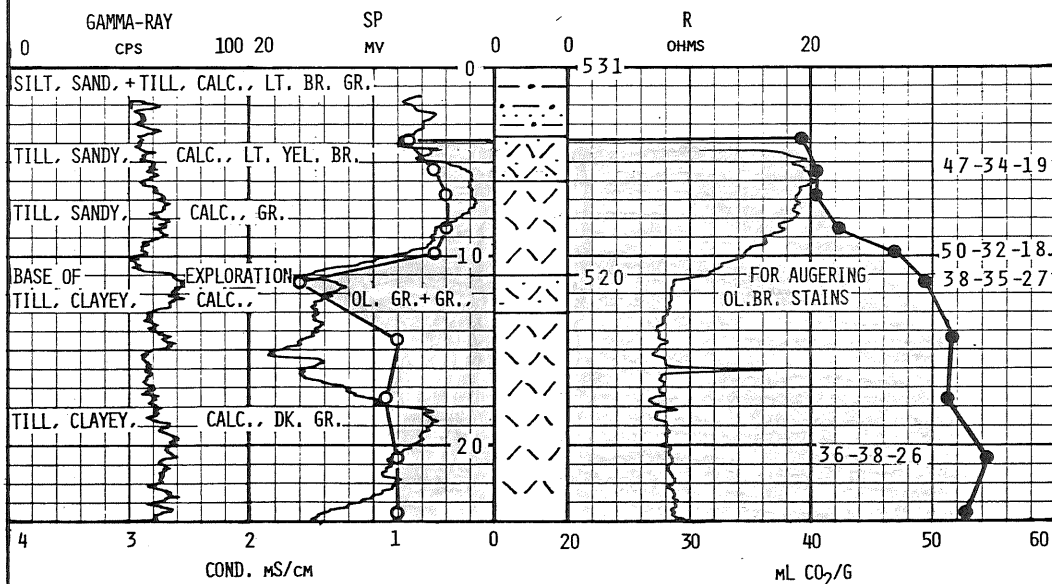 GAMMA-RAY SP R
0 CPS 100 20 MV 0 0 OHMS 20
0 531
SILT, SAND, + TILL, CALC., LT. BR. GR.
TILL, SANDY, CALC., LT. YEL. BR. 47-34-19
TILL, SANDY, CALC., GR.
10 50-32-18
BASE OF EXPLORATION 520 FOR AUGERING 38-35-27
TILL, CLAYEY, CALC., OL. GR.+ GR., OL.BR. STAINS
TILL, CLAYEY, CALC., DK. GR.
20 36-38-26
4 3 2 1 0 20 30 40 50 60
COND. MS/CM ML CO2/G